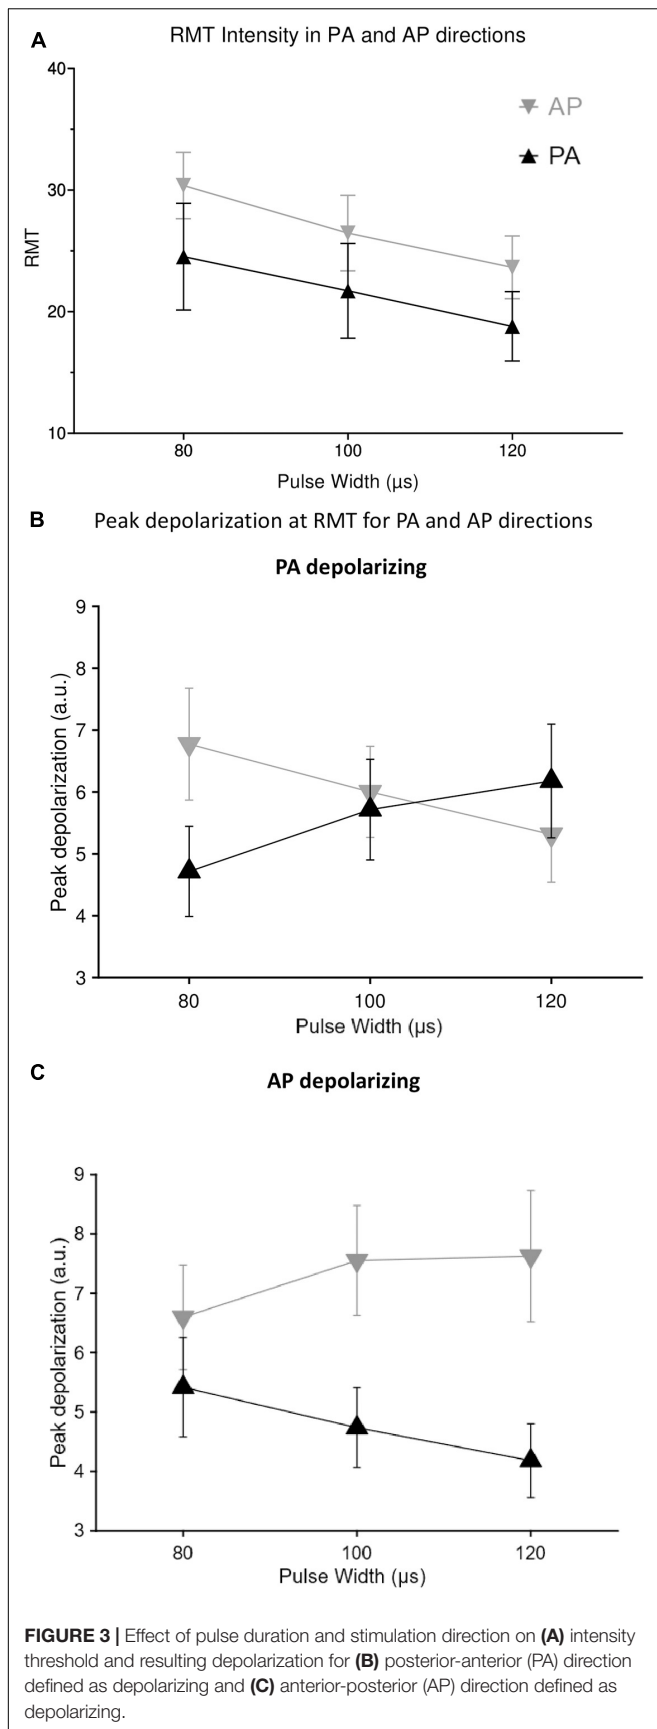 A
RMT Intensity in PA and AP directions
40
AP
PA
30
RMT
20
10
80 100 120
Pulse Width (µs)
B Peak depolarization at RMT for PA and AP directions
PA depolarizing
9
8
7
Peak depolarization (a.u.)
6
5
4
3
80 100 120
Pulse Width (µs)
C
AP depolarizing
9
8
7
Peak depolarization (a.u.)
6
5
4
3
80 100 120
Pulse Width (µs)
FIGURE 3 | Effect of pulse duration and stimulation direction on (A) intensity
threshold and resulting depolarization for (B) posterior-anterior (PA) direction
defined as depolarizing and (C) anterior-posterior (AP) direction defined as
depolarizing.